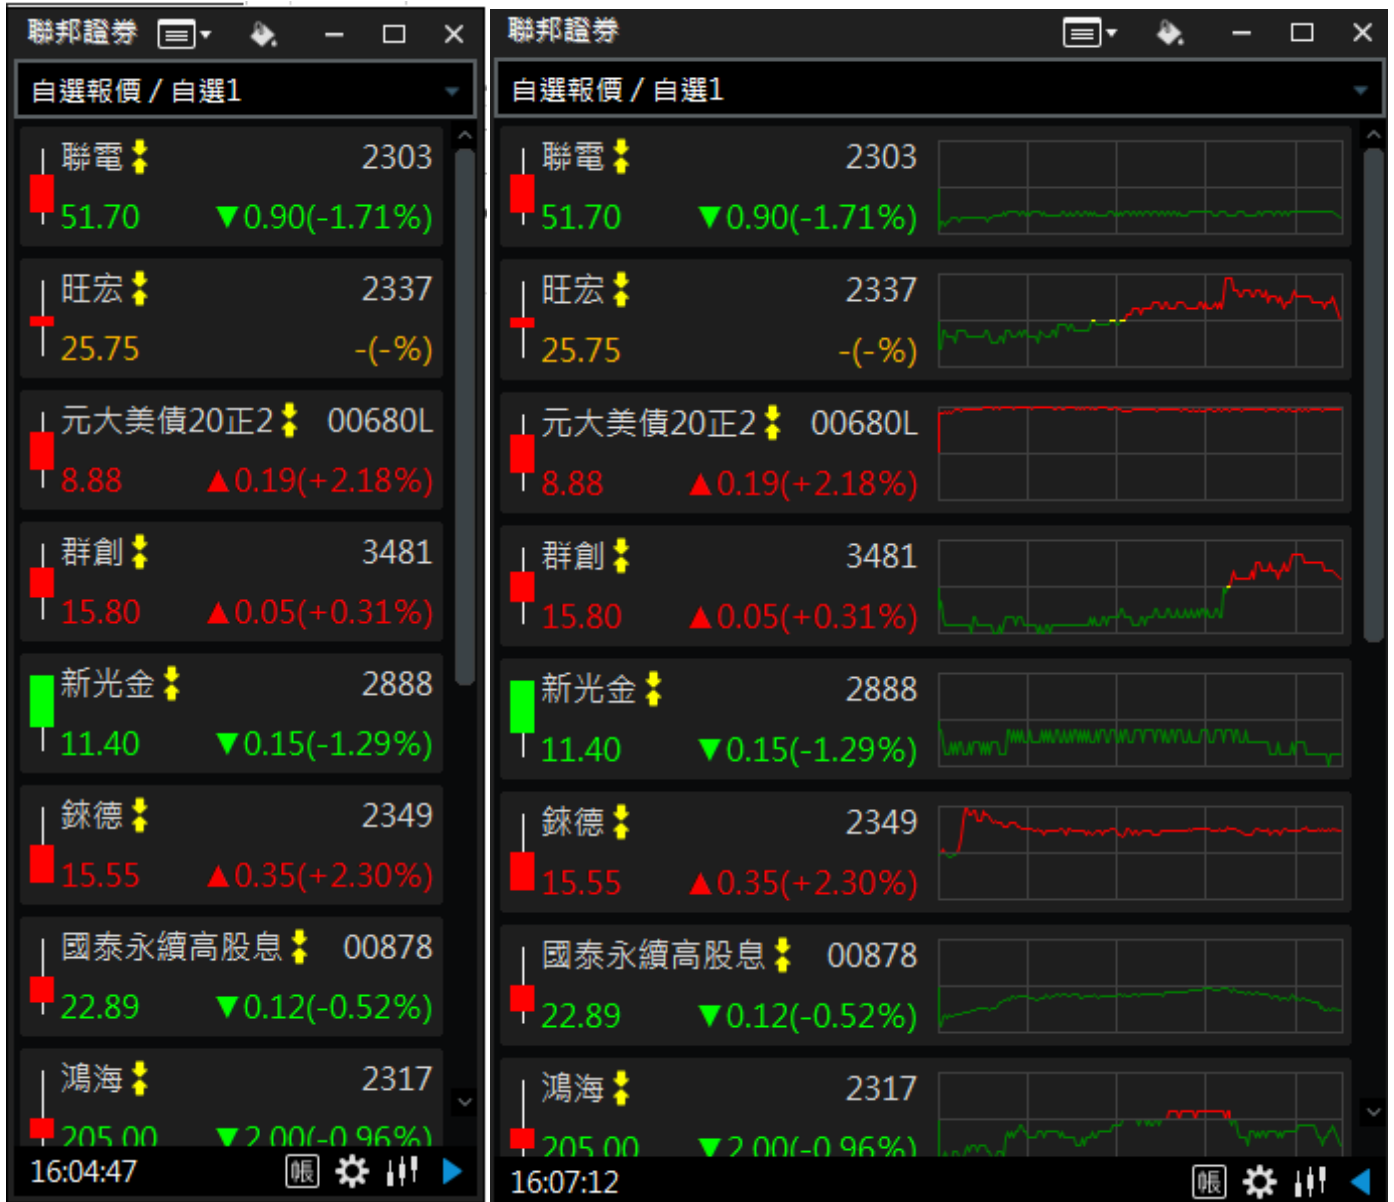 聯邦證券
自選報價 / 自選1
聯電 2303
51.70 ▼0.90(-1.71%)
旺宏 2337
25.75 -(-%)
元大美債20正2 00680L
8.88 ▲0.19(+2.18%)
群創 3481
15.80 ▲0.05(+0.31%)
新光金 2888
11.40 ▼0.15(-1.29%)
錸德 2349
15.55 ▲0.35(+2.30%)
國泰永續高股息 00878
22.89 ▼0.12(-0.52%)
鴻海 2317
205.00 ▼2.00(-0.96%)
16:04:47 帳
聯邦證券
自選報價 / 自選1
聯電 2303
51.70 ▼0.90(-1.71%)
旺宏 2337
25.75 -(-%)
元大美債20正2 00680L
8.88 ▲0.19(+2.18%)
群創 3481
15.80 ▲0.05(+0.31%)
新光金 2888
11.40 ▼0.15(-1.29%)
錸德 2349
15.55 ▲0.35(+2.30%)
國泰永續高股息 00878
22.89 ▼0.12(-0.52%)
鴻海 2317
205.00 ▼2.00(-0.96%)
16:07:12 帳